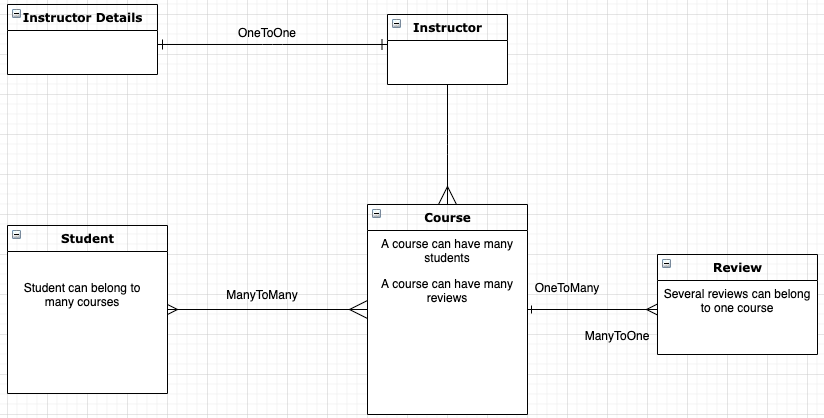 Instructor Details
OneToOne
Instructor
Course
A course can have many
students
A course can have many
reviews
Student
Student can belong to
many courses
ManyToMany
OneToMany
ManyToOne
Review
Several reviews can belong
to one course